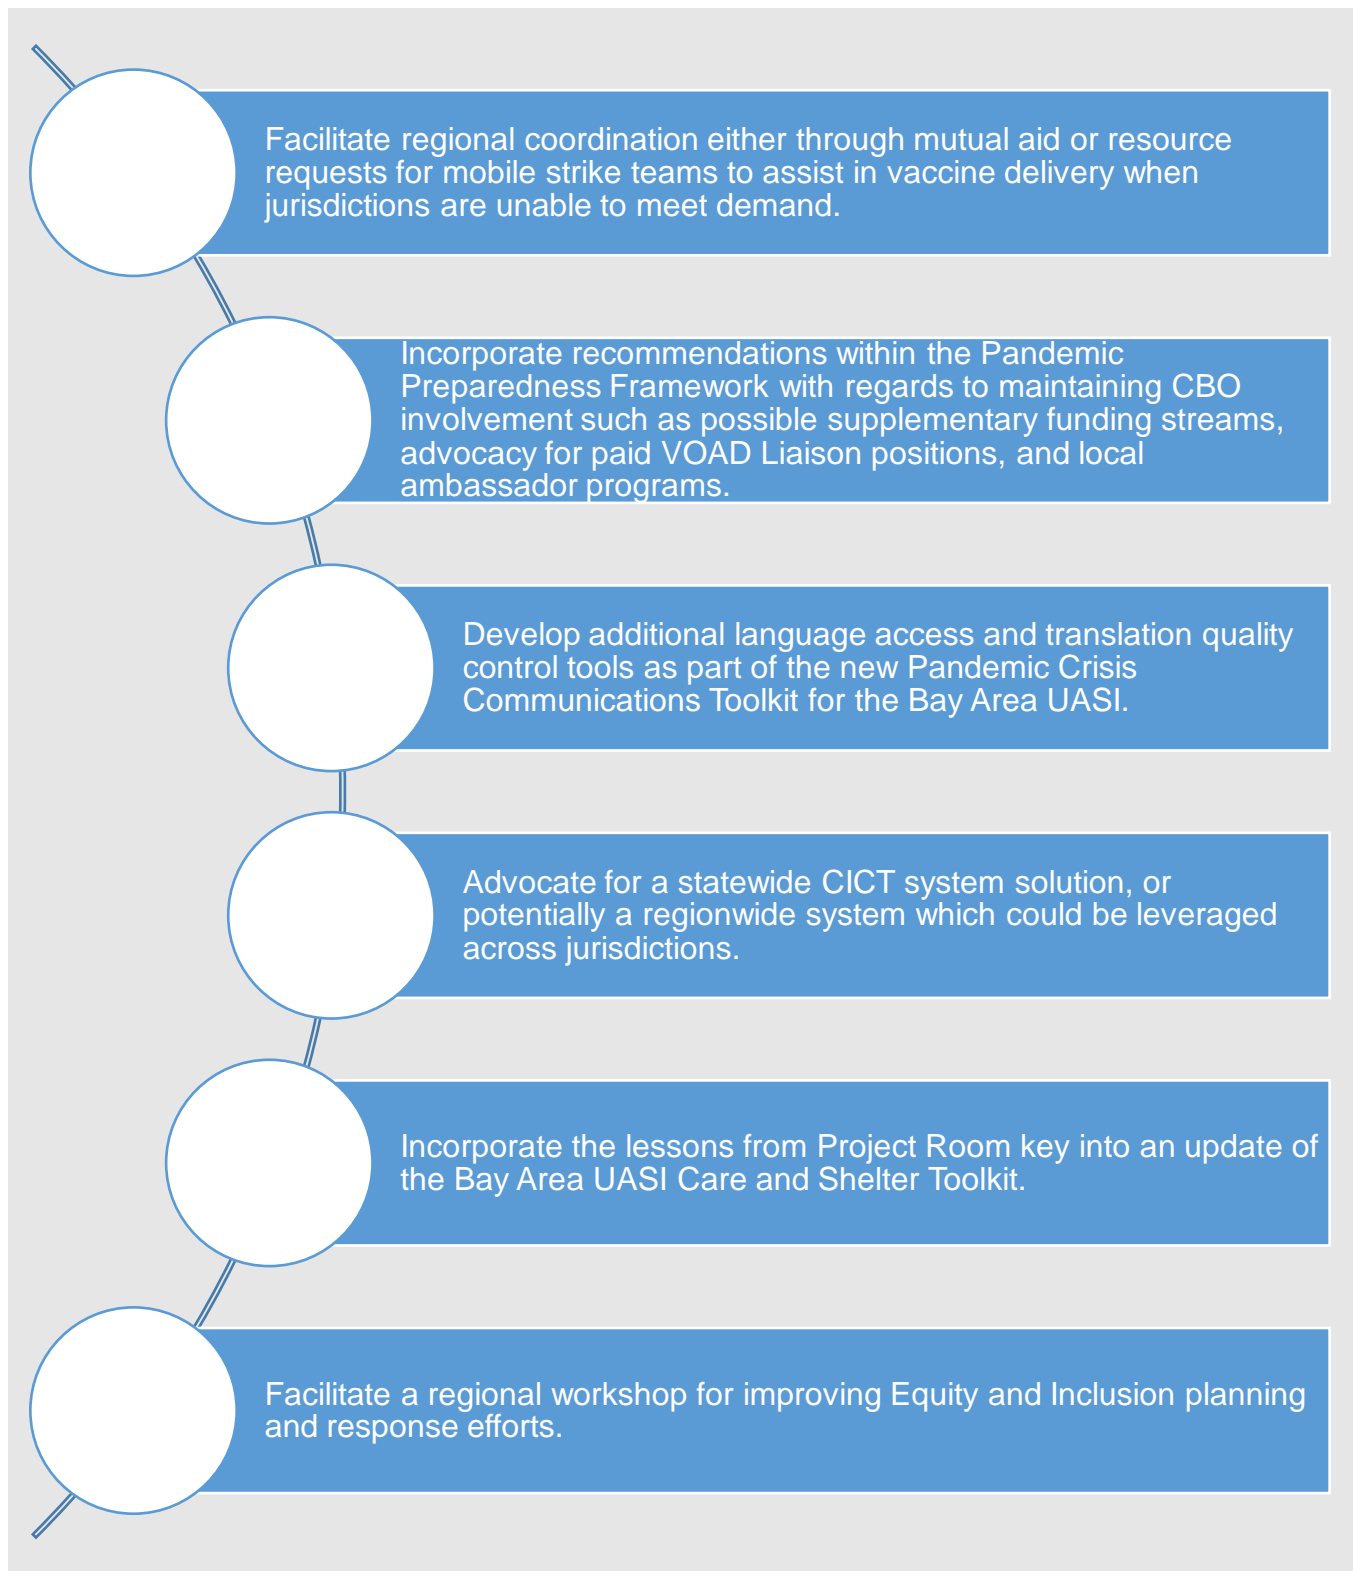 Facilitate regional coordination either through mutual aid or resource
requests for mobile strike teams to assist in vaccine delivery when
jurisdictions are unable to meet demand.
Incorporate recommendations within the Pandemic
Preparedness Framework with regards to maintaining CBO
involvement such as possible supplementary funding streams,
advocacy for paid VOAD Liaison positions, and local
ambassador programs.
Develop additional language access and translation quality
control tools as part of the new Pandemic Crisis
Communications Toolkit for the Bay Area UASI.
Advocate for a statewide CICT system solution, or
potentially a regionwide system which could be leveraged
across jurisdictions.
Incorporate the lessons from Project Room key into an update of
the Bay Area UASI Care and Shelter Toolkit.
Facilitate a regional workshop for improving Equity and Inclusion planning
and response efforts.